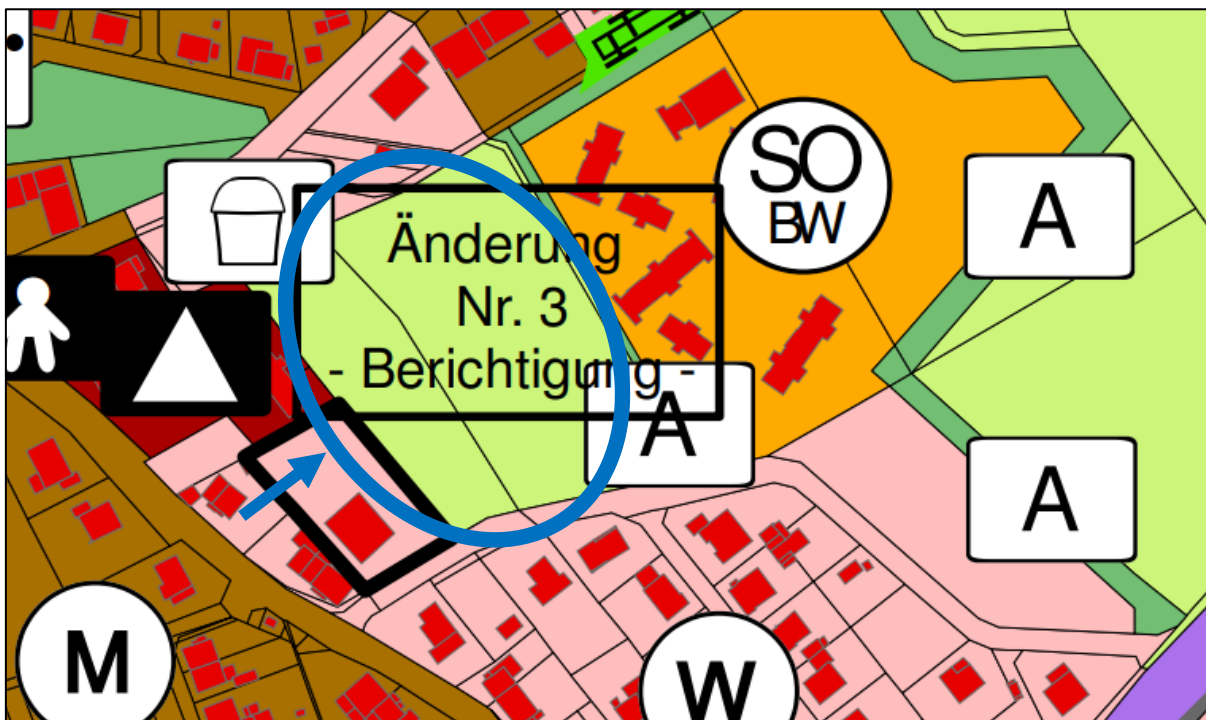 SO
BW
A
Änderung
Nr. 3
- Berichtigung -
A
A
M
W